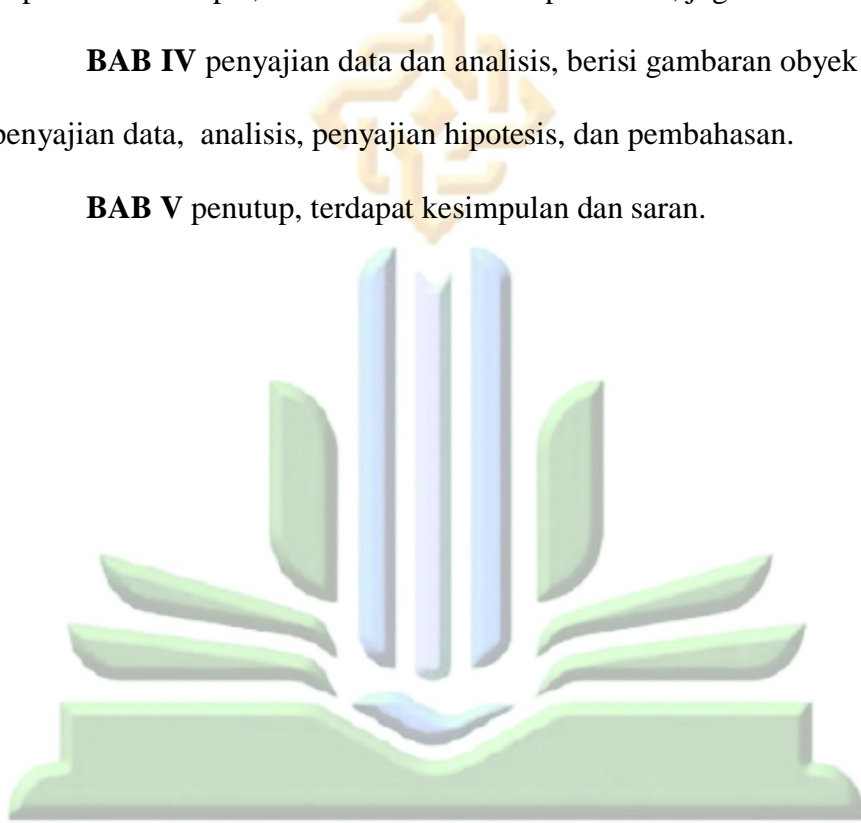 BAB IV penyajian data dan analisis, berisi gambaran obyek
penyajian data, analisis, penyajian hipotesis, dan pembahasan.
BAB V penutup, terdapat kesimpulan dan saran.